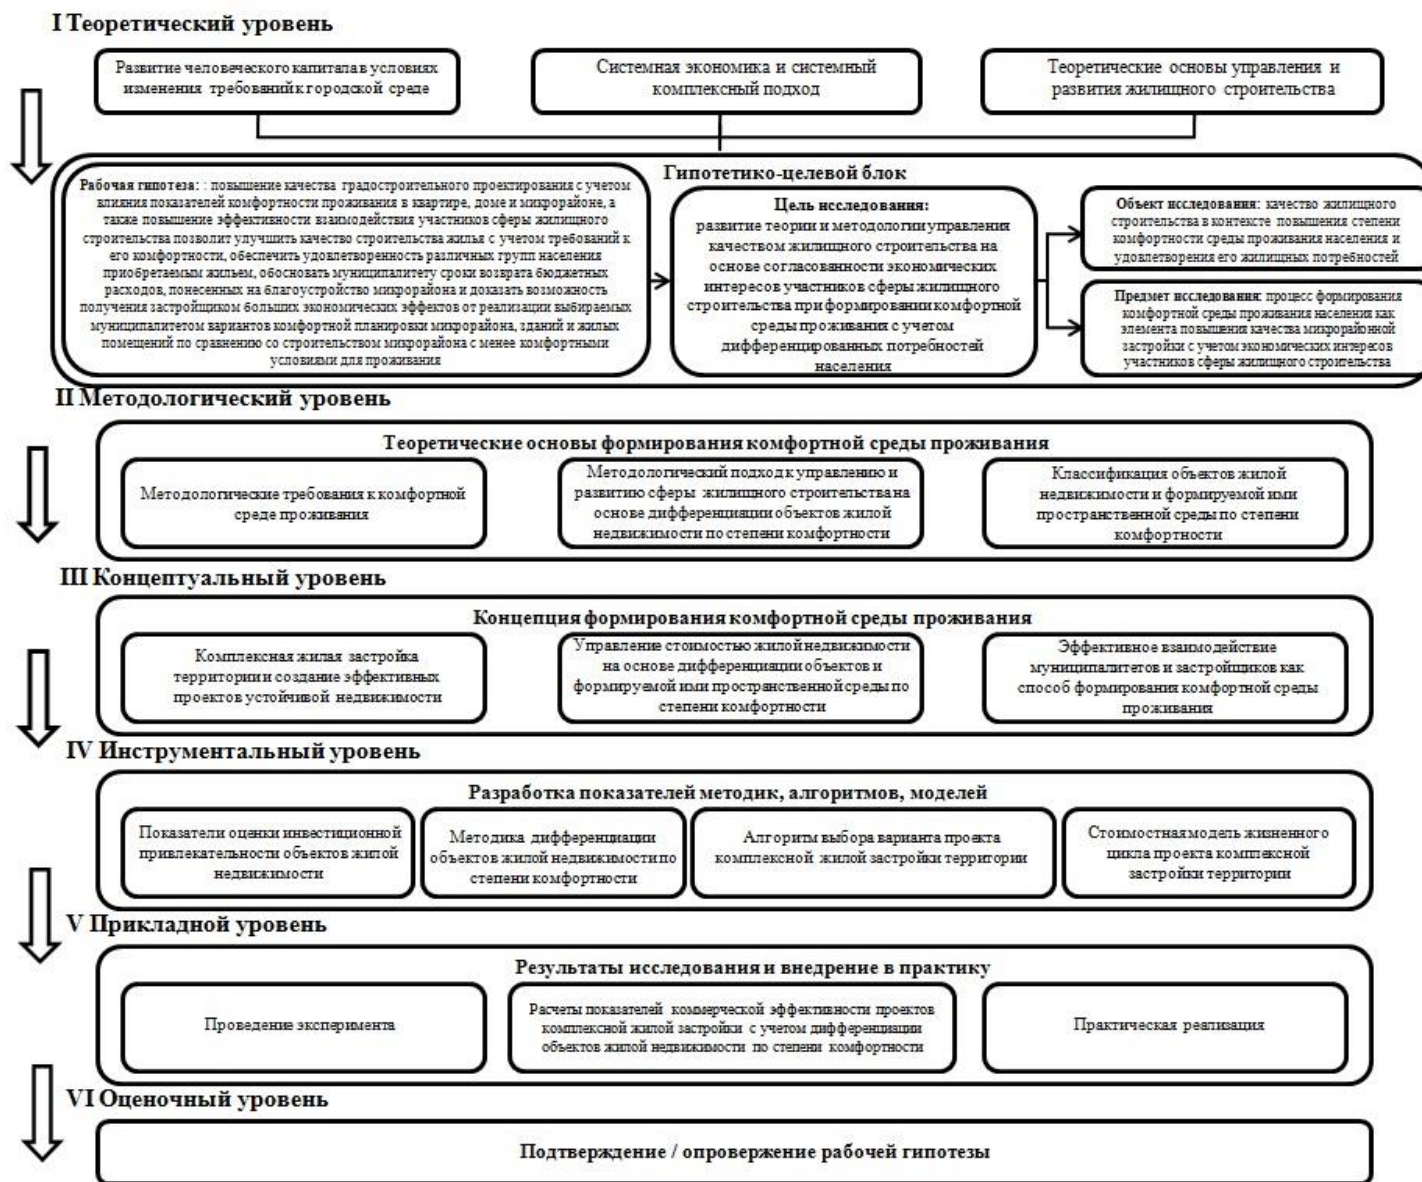 I Теоретический уровень
Развитие человеческого капитала в условиях
изменения требований к городской среде
Системная экономика и системный
комплексный подход
Теоретические основы управления и
развития жилищного строительства
Гипотетико-целевой блок
Рабочая гипотеза: : повышение качества градостроительного проектирования с учетом
влияния показателей комфортности проживания в квартире, доме и микрорайоне, а
также повышение эффективности взаимодействия участников сферы жилищного
строительства позволит улучшить качество строительства жилья с учетом требований к
его комфортности, обеспечить удовлетворенность различных групп населения
приобретаемым жильем, обосновать муниципалитету сроки возврата бюджетных
расходов, понесенных на благоустройство микрорайона и доказать возможность
получения застройщиком больших экономических эффектов от реализации выбираемых
муниципалитетом вариантов комфортной планировки микрорайона, зданий и жилых
помещений по сравнению со строительством микрорайона с менее комфортными
условиями для проживания
Цель исследования:
развитие теории и методологии управления
качеством жилищного строительства на
основе согласованности экономических
интересов участников сферы жилищного
строительства при формировании комфортной
среды проживания с учетом
дифференцированных потребностей
населения
Объект исследования: качество жилищного
строительства в контексте повышения степени
комфортности среды проживания населения и
удовлетворения его жилищных потребностей
Предмет исследования: процесс формирования
комфортной среды проживания населения как
элемента повышения качества микрорайонной
застройки с учетом экономических интересов
участников сферы жилищного строительства
II Методологический уровень
Теоретические основы формирования комфортной среды проживания
Методологические требования к комфортной
среде проживания
Методологический подход к управлению и
развитию сферы жилищного строительства на
основе дифференциации объектов жилой
недвижимости по степени комфортности
Классификация объектов жилой
недвижимости и формируемой ими
пространственной среды по степени
комфортности
III Концептуальный уровень
Концепция формирования комфортной среды проживания
Комплексная жилая застройка
территории и создание эффективных
проектов устойчивой недвижимости
Управление стоимостью жилой недвижимости
на основе дифференциации объектов и
формируемой ими пространственной среды по
степени комфортности
Эффективное взаимодействие
муниципалитетов и застройщиков как
способ формирования комфортной среды
проживания
IV Инструментальный уровень
Разработка показателей методик, алгоритмов, моделей
Показатели оценки инвестиционной
привлекательности объектов жилой
недвижимости
Методика дифференциации
объектов жилой недвижимости по
степени комфортности
Алгоритм выбора варианта проекта
комплексной жилой застройки территории
Стоимостная модель жизненного
цикла проекта комплексной
застройки территории
V Прикладной уровень
Результаты исследования и внедрение в практику
Проведение эксперимента
Расчеты показателей коммерческой эффективности проектов
комплексной жилой застройки с учетом дифференциации
объектов жилой недвижимости по степени комфортности
Практическая реализация
VI Оценочный уровень
Подтверждение / опровержение рабочей гипотезы